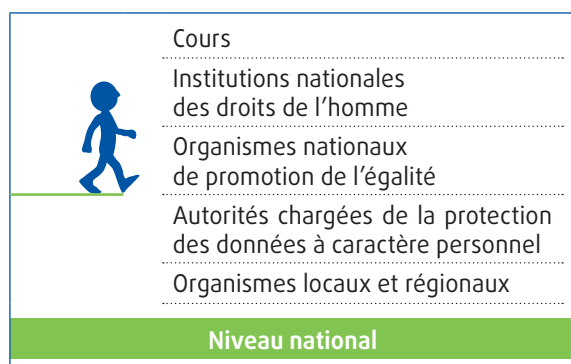 Cours
Institutions nationales
des droits de l'homme
Organismes nationaux
de promotion de l'égalité
Autorités chargées de la protection
des données à caractère personnel
Organismes locaux et régionaux
Niveau national